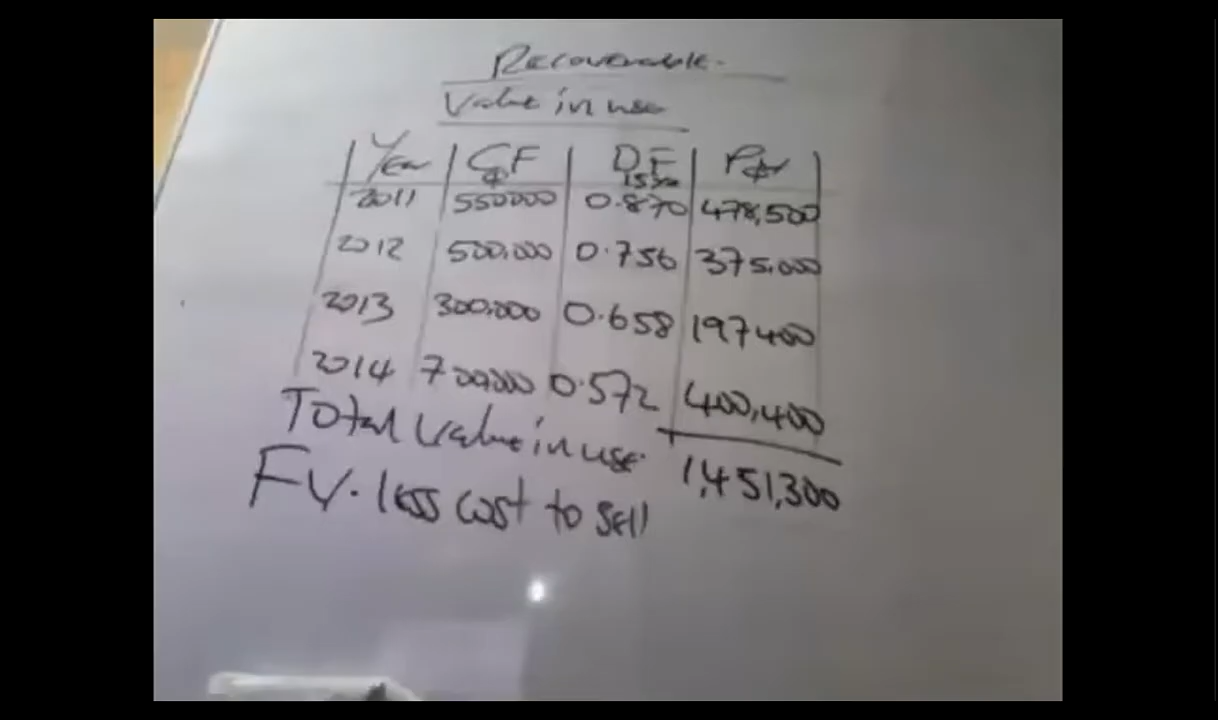 Recoverable.
Value in use
Year CF DF PV
$ 15% $
2011 550000 0.870 478,500
2012 500,000 0.756 375,000
2013 300,000 0.658 197400
2014 700,000 0.572 400,400
Total value in use 1,451,300
FV. less cost to sell